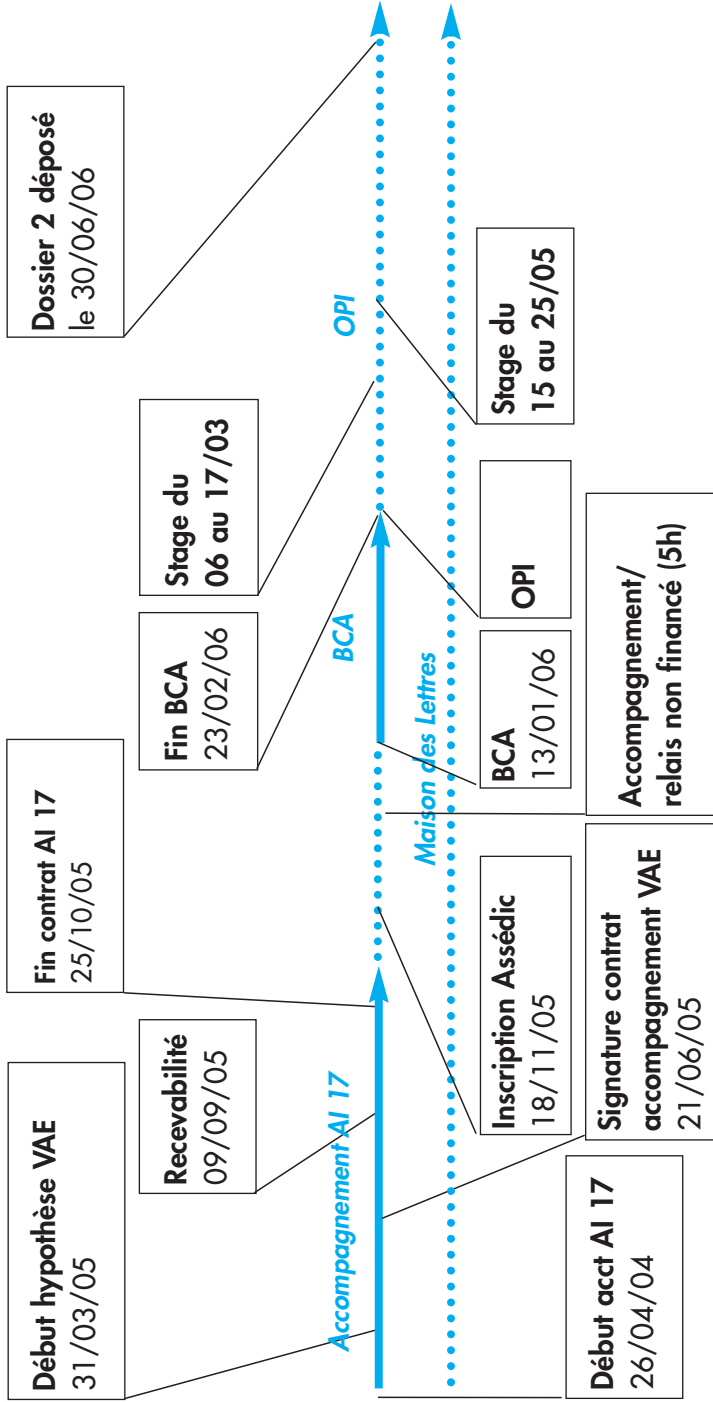 Début hypothèse VAE
31/03/05
Fin contrat AI 17
25/10/05
Dossier 2 déposé
le 30/06/06
Recevabilité
09/09/05
Fin BCA
23/02/06
Stage du
06 au 17/03
Accompagnement AI 17
BCA
OPI
Maison des Lettres
Inscription Assédic
18/11/05
BCA
13/01/06
OPI
Stage du
15 au 25/05
Début acct AI 17
26/04/04
Signature contrat
accompagnement VAE
21/06/05
Accompagnement/
relais non financé (5h)